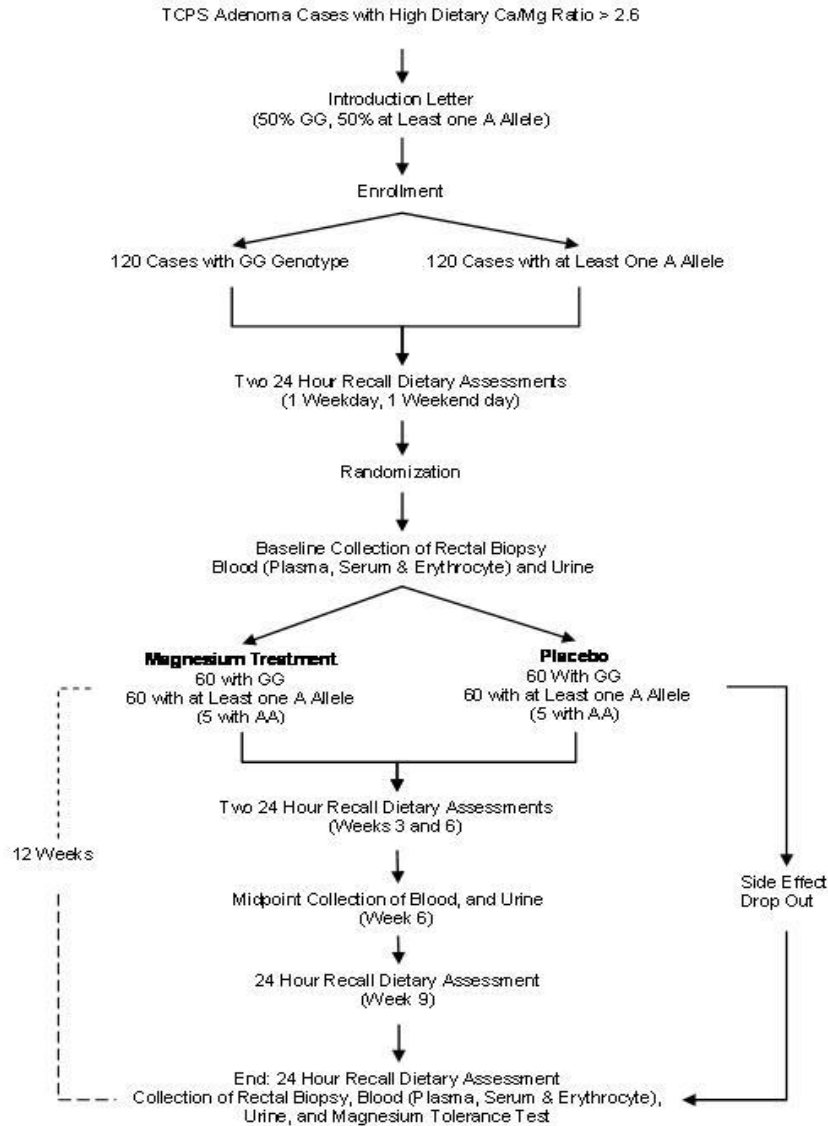 TCPS Adenoma Cases with High Dietary Ca/Mg Ratio > 2.6
Introduction Letter
(50% GG, 50% at Least one A Allele)
Enrollment
120 Cases with GG Genotype
120 Cases with at Least One A Allele
Two 24 Hour Recall Dietary Assessments
(1 Weekday, 1 Weekend day)
Randomization
Baseline Collection of Rectal Biopsy
Blood (Plasma, Serum & Erythrocyte) and Urine
Magnesium Treatment
60 with GG
60 with at Least one A Allele
(5 with AA)
Placebo
60 With GG
60 with at Least one A Allele
(5 with AA)
Two 24 Hour Recall Dietary Assessments
(Weeks 3 and 6)
12 Weeks
Side Effect
Drop Out
Midpoint Collection of Blood, and Urine
(Week 6)
24 Hour Recall Dietary Assessment
(Week 9)
End: 24 Hour Recall Dietary Assessment
Collection of Rectal Biopsy, Blood (Plasma, Serum & Erythrocyte),
Urine, and Magnesium Tolerance Test